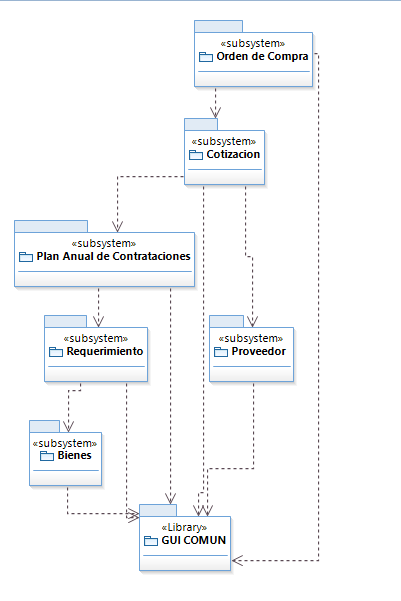 «subsystem»
Orden de Compra
«subsystem»
Cotizacion
«subsystem»
Plan Anual de Contrataciones
«subsystem»
Requerimiento
«subsystem»
Proveedor
«subsystem»
Bienes
«Library»
GUI COMUN